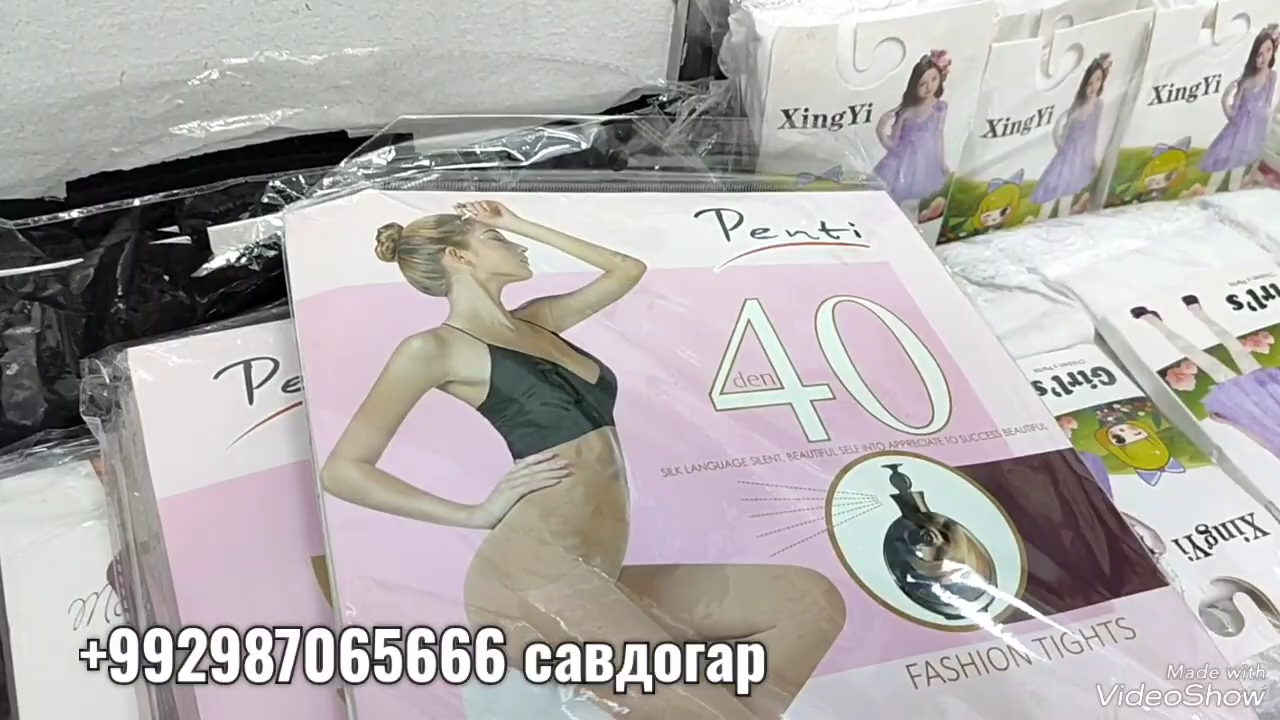 XingYi
XingYi
XingYi
Penti
Pe
40
den
SILK LANGUAGE SILENT, BEAUTIFUL SELF INTO APPRECIATE TO SUCCESS BEAUTIFUL
Girl's
irl's
XingYi
FASHION TIGHTS
+992987065666 савдогар
Made with
VideoShow